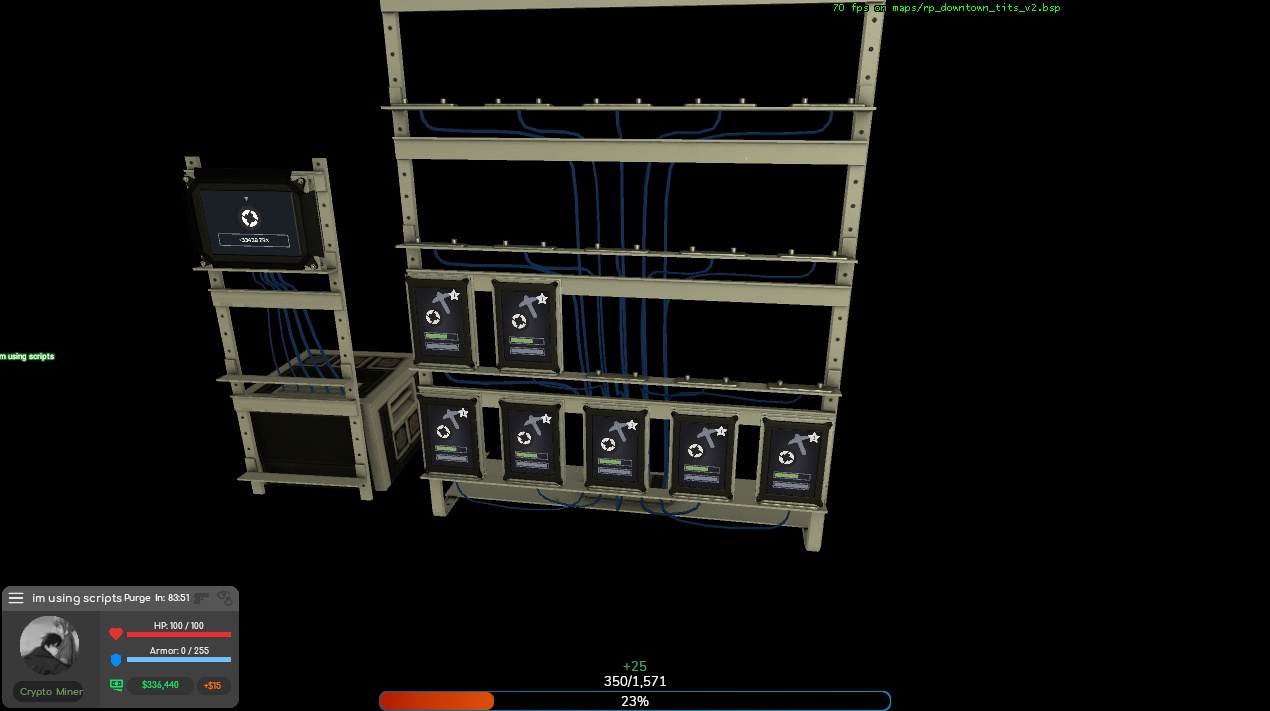 70 fps on maps/rp_downtown_tits_v2.bsp
im using scripts
im using scripts Purge In: 83:51
HP: 100 / 100
Armor: 0 / 255
$336,440 +$15
Crypto Miner
+25
350/1,571
23%